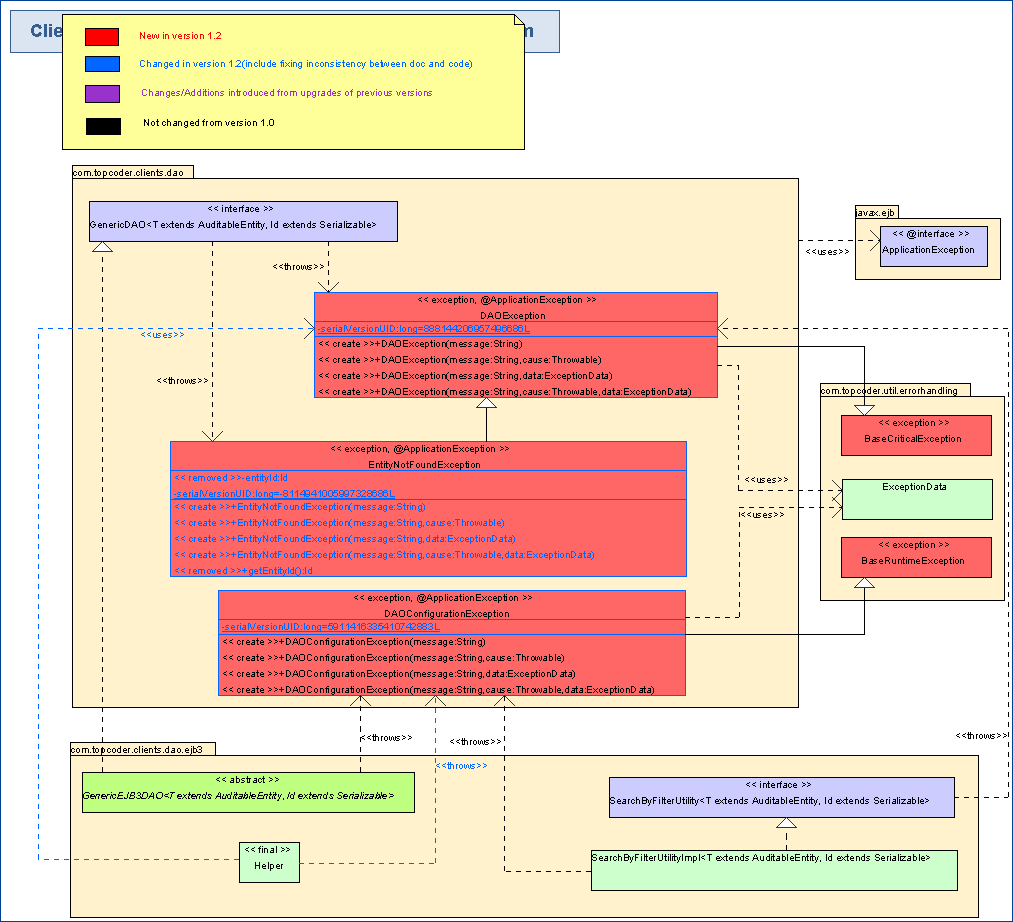 Clie
m
New in version 1.2
Changed in version 1.2(include fixing inconsistency between doc and code)
Changes/Additions introduced from upgrades of previous versions
Not changed from version 1.0
com.topcoder.clients.dao
<< interface >>
GenericDAO<T extends AuditableEntity, Id extends Serializable>
javax.ejb
<< @interface >>
ApplicationException
<<uses>>
<<throws>>
<< exception, @ApplicationException >>
DAOException
-serialVersionUID:long=888144206957496686L
<< create >>+DAOException(message:String)
<< create >>+DAOException(message:String,cause:Throwable)
<< create >>+DAOException(message:String,data:ExceptionData)
<< create >>+DAOException(message:String,cause:Throwable,data:ExceptionData)
<<uses>>
<<throws>>
com.topcoder.util.errorhandling
<< exception >>
BaseCriticalException
<< exception, @ApplicationException >>
EntityNotFoundException
<< removed >>-entityId:Id
-serialVersionUID:long=-8114941005997328686L
<< create >>+EntityNotFoundException(message:String)
<< create >>+EntityNotFoundException(message:String,cause:Throwable)
<< create >>+EntityNotFoundException(message:String,data:ExceptionData)
<< create >>+EntityNotFoundException(message:String,cause:Throwable,data:ExceptionData)
<< removed >>+getEntityId():Id
<<uses>>
ExceptionData
<<uses>>
<< exception >>
BaseRuntimeException
<< exception, @ApplicationException >>
DAOConfigurationException
-serialVersionUID:long=5911416335410742883L
<< create >>+DAOConfigurationException(message:String)
<< create >>+DAOConfigurationException(message:String,cause:Throwable)
<< create >>+DAOConfigurationException(message:String,data:ExceptionData)
<< create >>+DAOConfigurationException(message:String,cause:Throwable,data:ExceptionData)
<<throws>>
<<throws>>
<<throws>>
<<throws>>
com.topcoder.clients.dao.ejb3
<< abstract >>
GenericEJB3DAO<T extends AuditableEntity, Id extends Serializable>
<< interface >>
SearchByFilterUtility<T extends AuditableEntity, Id extends Serializable>
<< final >>
Helper
SearchByFilterUtilityImpl<T extends AuditableEntity, Id extends Serializable>